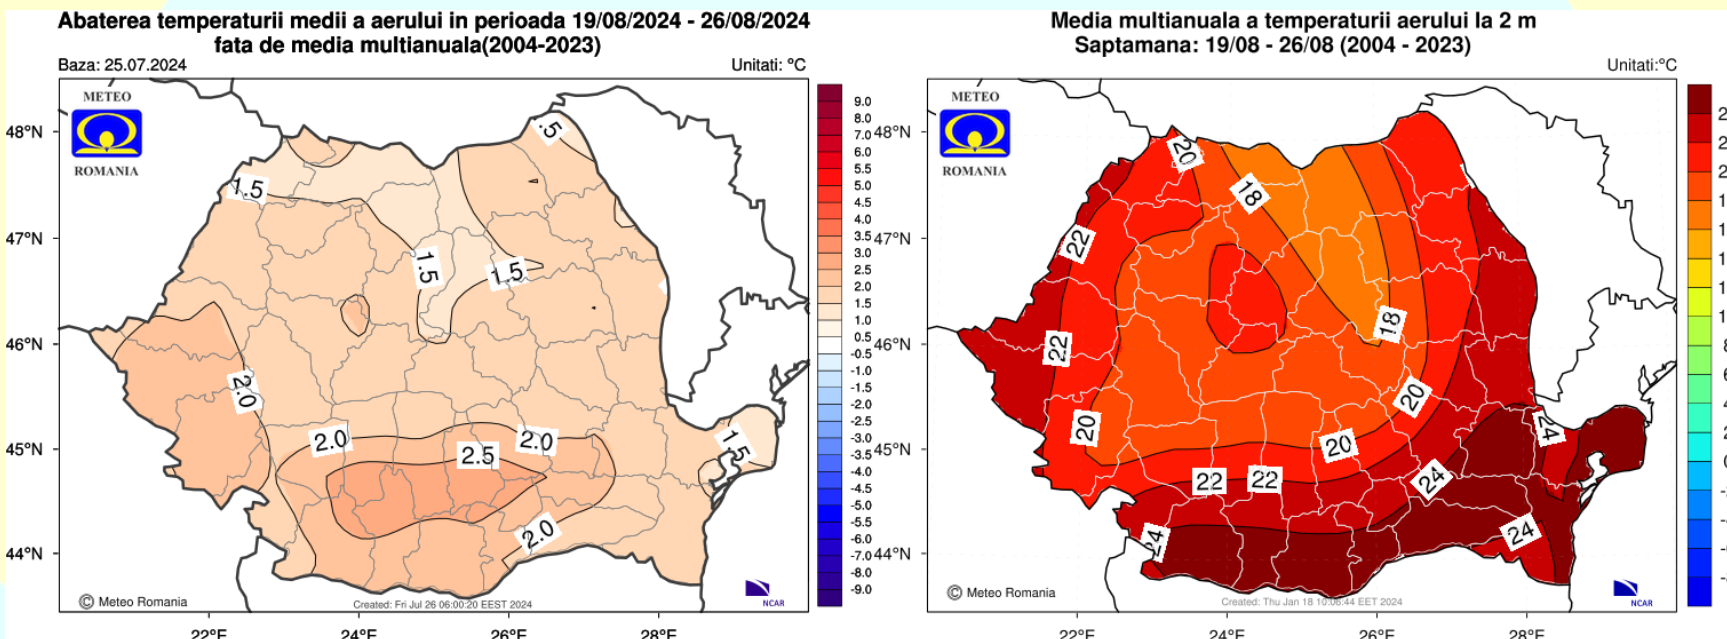 Abaterea temperaturii medii a aerului in perioada 19/08/2024 - 26/08/2024
fata de media multianuala(2004-2023)
Baza: 25.07.2024
Unitati: °C
METEO
ROMANIA
48°N
47°N
46°N
45°N
44°N
22°E
24°E
26°E
28°E
.5
1.5
1.5
1.5
2.0
2.0
2.0
2.5
1.5
2.0
9.0
8.0
7.0
6.0
5.5
5.0
4.5
4.0
3.5
3.0
2.5
2.0
1.5
1.0
0.5
-0.5
-1.0
-1.5
-2.0
-2.5
-3.0
-3.5
-4.0
-4.5
-5.0
-5.5
-6.0
-7.0
-8.0
-9.0
© Meteo Romania
Created: Fri Jul 26 06:00:20 EEST 2024
NCAR
Media multianuala a temperaturii aerului la 2 m
Saptamana: 19/08 - 26/08 (2004 - 2023)
Unitati:°C
METEO
ROMANIA
48°N
47°N
46°N
45°N
44°N
22°E
24°E
26°E
28°E
20
18
22
18
22
20
20
24
20
22
22
24
24
24
© Meteo Romania
Created: Thu Jan 18 10:06:44 EET 2024
NCAR